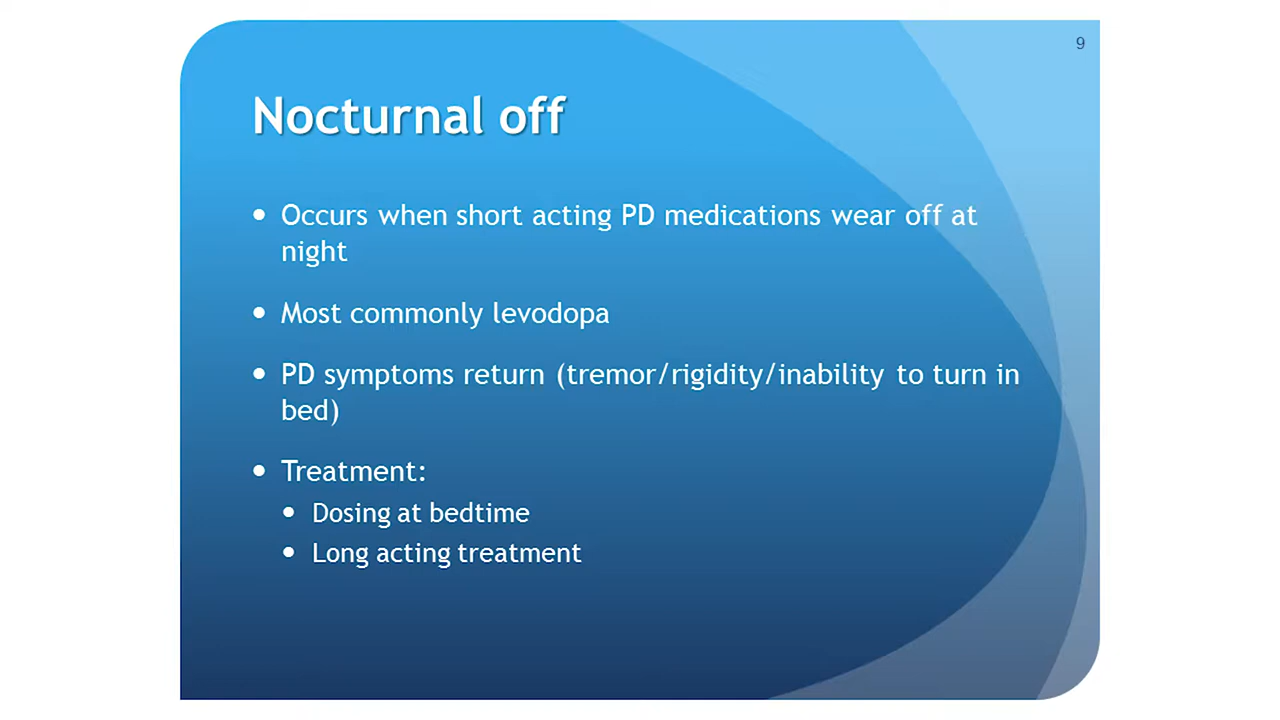 9
Nocturnal off
• Occurs when short acting PD medications wear off at
night
• Most commonly levodopa
• PD symptoms return (tremor/rigidity/inability to turn in
bed)
• Treatment:
• Dosing at bedtime
• Long acting treatment